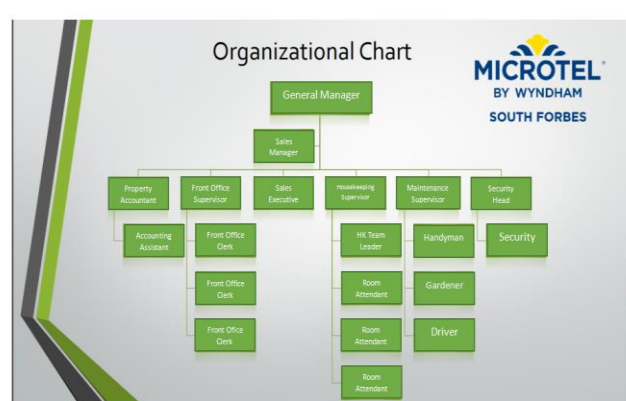 Organizational Chart
MICROTEL
BY WYNDHAM
SOUTH FORBES
General Manager
Sales
Manager
Property
Accountant
Front Office
Supervisor
Sales
Executive
Housekeeping
Supervisor
Maintenance
Supervisor
Security
Head
Accounting
Assistant
Front Office
Clerk
HK Team
Leader
Handyman
Security
Front Office
Clerk
Room
Attendant
Gardener
Front Ofice
Clerk
Room
Attendant
Driver
Room
Attendant